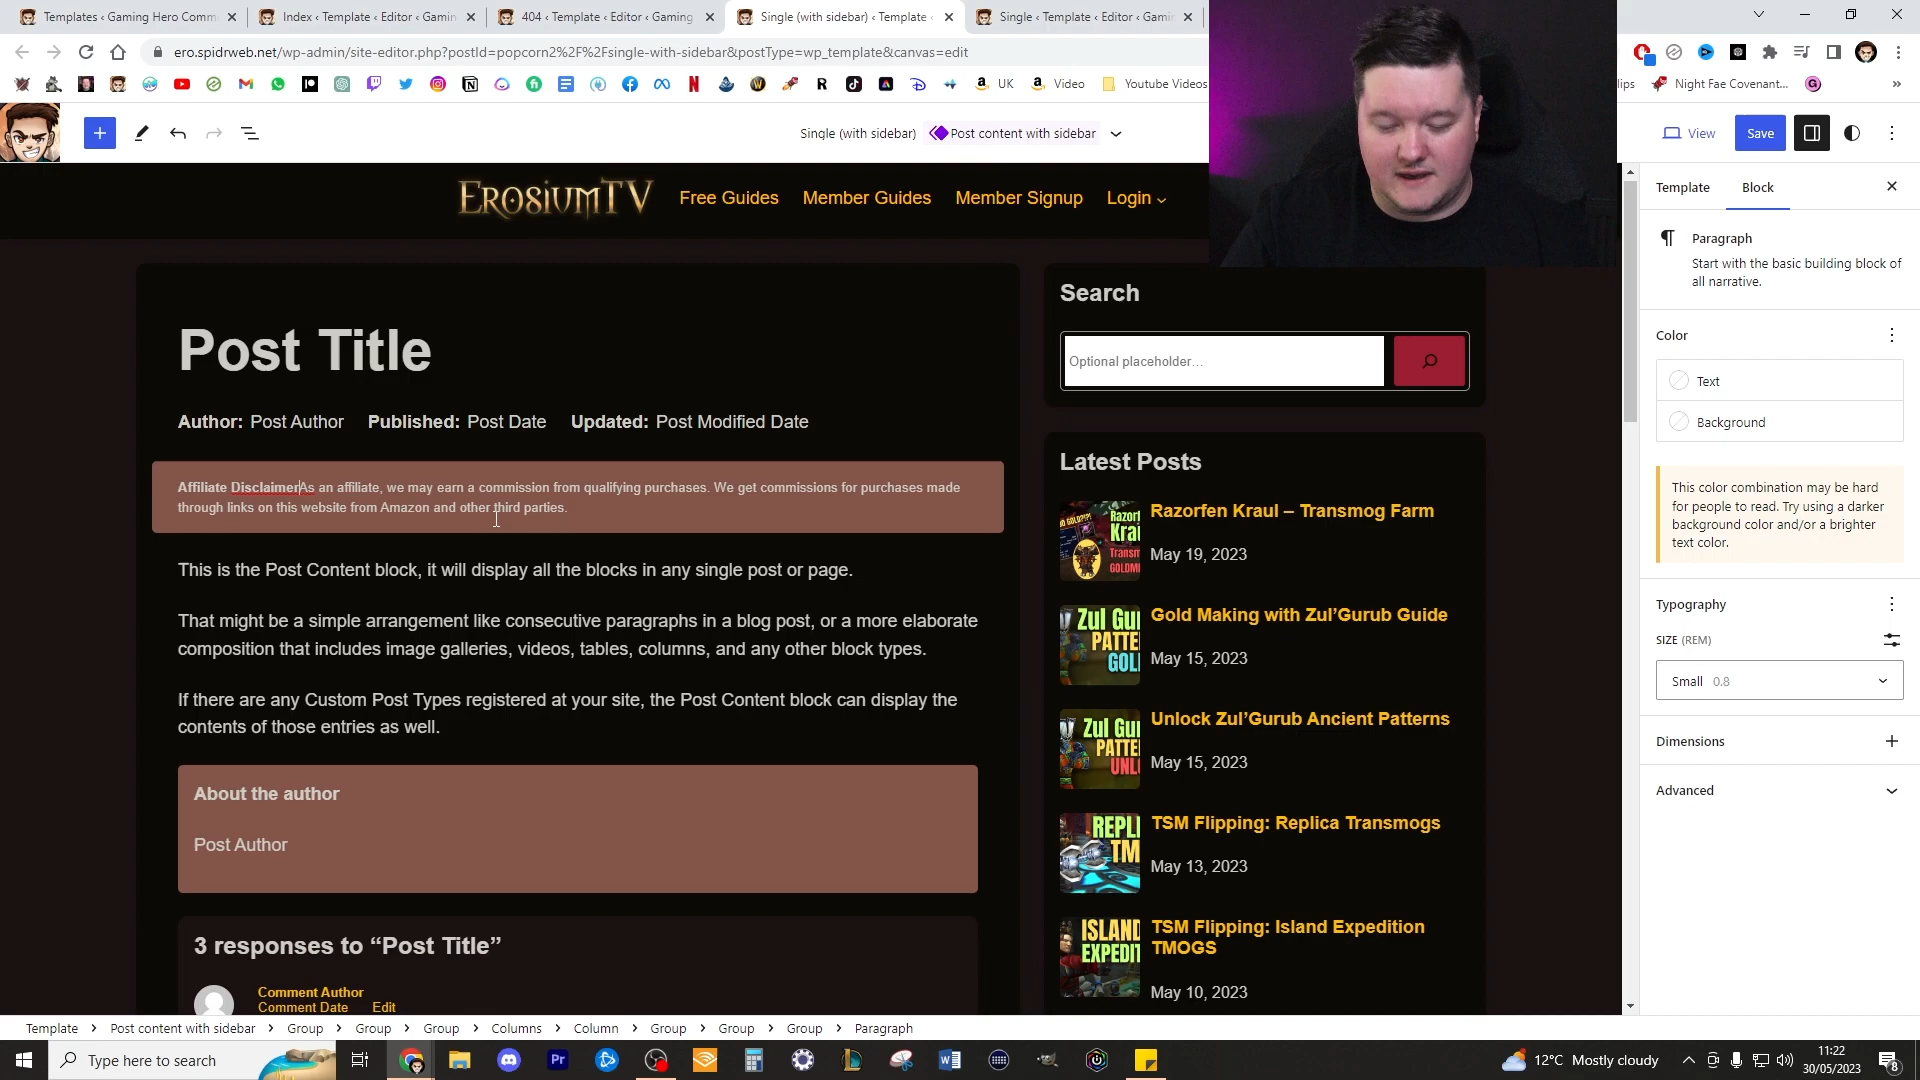 Templates ‹ Gaming Hero Comm
Index ‹ Template ‹ Editor ‹ Gamin
404 ‹ Template ‹ Editor ‹ Gaming
Single (with sidebar) ‹ Template ‹
Single ‹ Template ‹ Editor ‹ Gami
ero.spidrweb.net/wp-admin/site-editor.php?postId=popcorn2%2F%2Fsingle-with-sidebar&postType=wp_template&canvas=edit
UK
Video
Youtube Videos
lips
Night Fae Covenant...
Single (with sidebar)
Post content with sidebar
View
Save
EROSIUMTV
Free Guides
Member Guides
Member Signup
Login
Template
Block
Paragraph
Start with the basic building block of
all narrative.
Color
Text
Background
This color combination may be hard
for people to read. Try using a darker
background color and/or a brighter
text color.
Typography
SIZE (REM)
Small 0.8
Dimensions
Advanced
Post Title
Author: Post Author
Published: Post Date
Updated: Post Modified Date
Affiliate DisclaimerAs an affiliate, we may earn a commission from qualifying purchases. We get commissions for purchases made
through links on this website from Amazon and other third parties.
This is the Post Content block, it will display all the blocks in any single post or page.
That might be a simple arrangement like consecutive paragraphs in a blog post, or a more elaborate
composition that includes image galleries, videos, tables, columns, and any other block types.
If there are any Custom Post Types registered at your site, the Post Content block can display the
contents of those entries as well.
About the author
Post Author
3 responses to “Post Title”
Comment Author
Comment Date
Edit
Search
Optional placeholder…
Latest Posts
Razorfen Kraul – Transmog Farm
May 19, 2023
Gold Making with Zul’Gurub Guide
May 15, 2023
Unlock Zul’Gurub Ancient Patterns
May 15, 2023
TSM Flipping: Replica Transmogs
May 13, 2023
TSM Flipping: Island Expedition
TMOGS
May 10, 2023
Template
Post content with sidebar
Group
Group
Group
Columns
Column
Group
Group
Group
Paragraph
Type here to search
12°C Mostly cloudy
11:22
30/05/2023
8